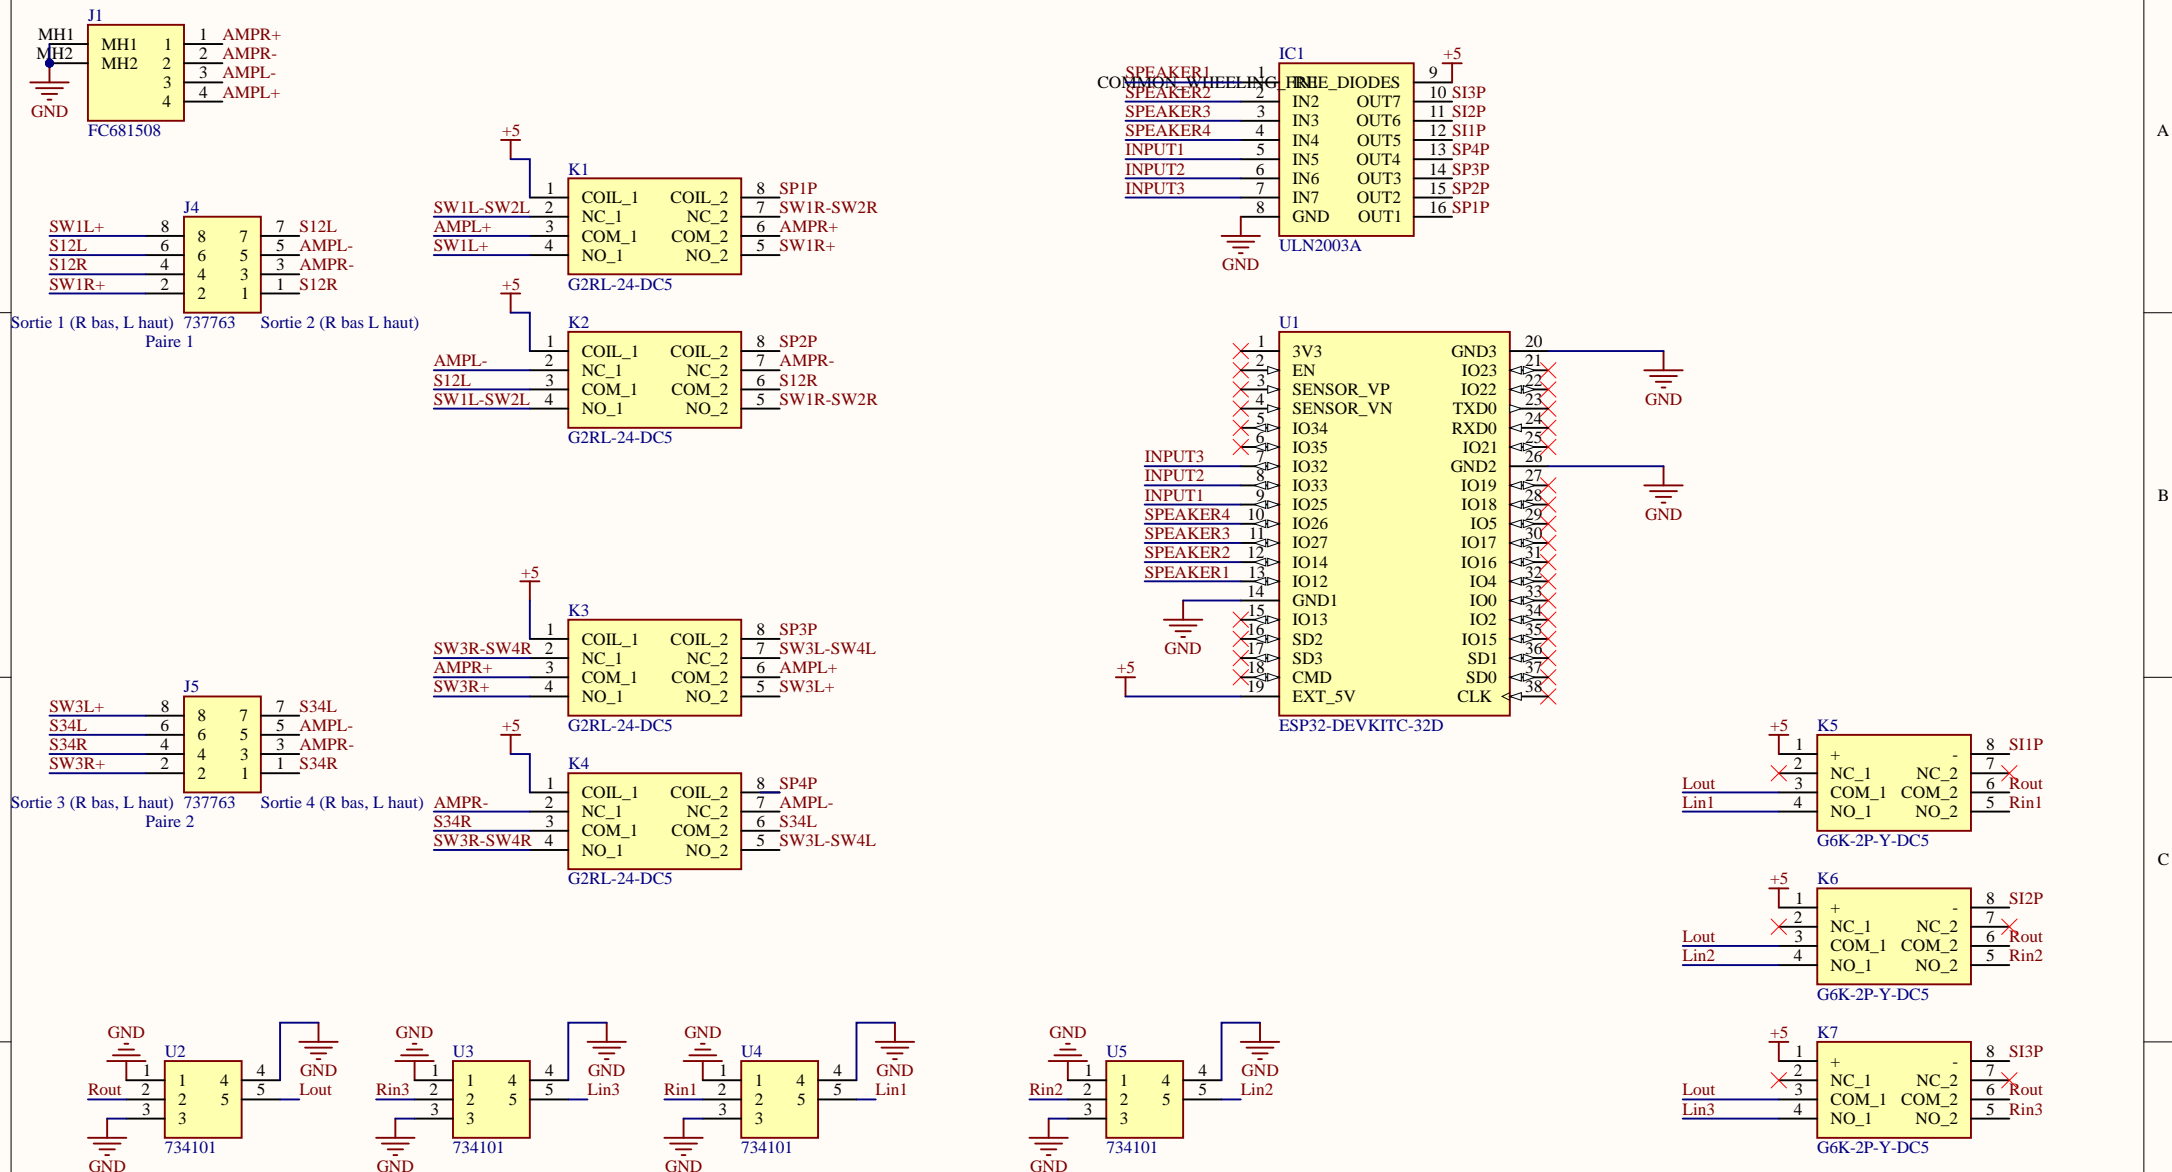 J1
MH1 MH1 1 1 AMPR+
MH2 MH2 2 2 AMPR-
3 3 AMPL-
4 4 AMPL+
GND
FC681508
J4
SW1L+ 8 8 7 7 S12L
S12L 6 6 5 5 AMPL-
S12R 4 4 3 3 AMPR-
SW1R+ 2 2 1 1 S12R
Sortie 1 (R bas, L haut) 737763 Sortie 2 (R bas L haut)
Paire 1
+5
K1
1 COIL_1 COIL_2 8 SP1P
SW1L-SW2L 2 NC_1 NC_2 7 SW1R-SW2R
AMPL+ 3 COM_1 COM_2 6 AMPR+
SW1L+ 4 NO_1 NO_2 5 SW1R+
G2RL-24-DC5
+5
K2
1 COIL_1 COIL_2 8 SP2P
AMPL- 2 NC_1 NC_2 7 AMPR-
S12L 3 COM_1 COM_2 6 S12R
SW1L-SW2L 4 NO_1 NO_2 5 SW1R-SW2R
G2RL-24-DC5
IC1
+5
SPEAKER1 1 IN1 COMMON_WHEELING_FREE_DIODES 9
SPEAKER2 2 IN2 OUT7 10 SI3P
SPEAKER3 3 IN3 OUT6 11 SI2P
SPEAKER4 4 IN4 OUT5 12 SI1P
INPUT1 5 IN5 OUT4 13 SP4P
INPUT2 6 IN6 OUT3 14 SP3P
INPUT3 7 IN7 OUT2 15 SP2P
8 GND OUT1 16 SP1P
GND
ULN2003A
A
U1
1 3V3 GND3 20
2 EN IO23 21
3 SENSOR_VP IO22 22
GND
4 SENSOR_VN TXD0 23
5 IO34 RXD0 24
6 IO35 IO21 25
INPUT3 7 IO32 GND2 26
INPUT2 8 IO33 IO19 27
INPUT1 9 IO25 IO18 28
GND
SPEAKER4 10 IO26 IO5 29
SPEAKER3 11 IO27 IO17 30
SPEAKER2 12 IO14 IO16 31
SPEAKER1 13 IO12 IO4 32
14 GND1 IO0 33
15 IO13 IO2 34
GND
16 SD2 IO15 35
17 SD3 SD1 36
18 CMD SD0 37
+5
19 EXT_5V CLK 38
ESP32-DEVKITC-32D
B
+5
K3
1 COIL_1 COIL_2 8 SP3P
SW3R-SW4R 2 NC_1 NC_2 7 SW3L-SW4L
AMPR+ 3 COM_1 COM_2 6 AMPL+
SW3R+ 4 NO_1 NO_2 5 SW3L+
G2RL-24-DC5
J5
SW3L+ 8 8 7 7 S34L
S34L 6 6 5 5 AMPL-
S34R 4 4 3 3 AMPR-
SW3R+ 2 2 1 1 S34R
Sortie 3 (R bas, L haut) 737763 Sortie 4 (R bas, L haut)
Paire 2
+5
K4
1 COIL_1 COIL_2 8 SP4P
AMPR- 2 NC_1 NC_2 7 AMPL-
S34R 3 COM_1 COM_2 6 S34L
SW3R-SW4R 4 NO_1 NO_2 5 SW3L-SW4L
G2RL-24-DC5
+5
K5
1 + - 8 SI1P
2 NC_1 NC_2 7
Lout 3 COM_1 COM_2 6 Rout
Lin1 4 NO_1 NO_2 5 Rin1
G6K-2P-Y-DC5
C
+5
K6
1 + - 8 SI2P
2 NC_1 NC_2 7
Lout 3 COM_1 COM_2 6 Rout
Lin2 4 NO_1 NO_2 5 Rin2
G6K-2P-Y-DC5
+5
K7
1 + - 8 SI3P
2 NC_1 NC_2 7
Lout 3 COM_1 COM_2 6 Rout
Lin3 4 NO_1 NO_2 5 Rin3
G6K-2P-Y-DC5
GND
U2
GND
1 1 4 4
Rout 2 2 5 5 Lout
3 3
734101
GND
GND
U3
GND
1 1 4 4
Rin3 2 2 5 5 Lin3
3 3
734101
GND
GND
U4
GND
1 1 4 4
Rin1 2 2 5 5 Lin1
3 3
734101
GND
GND
U5
GND
1 1 4 4
Rin2 2 2 5 5 Lin2
3 3
734101
GND